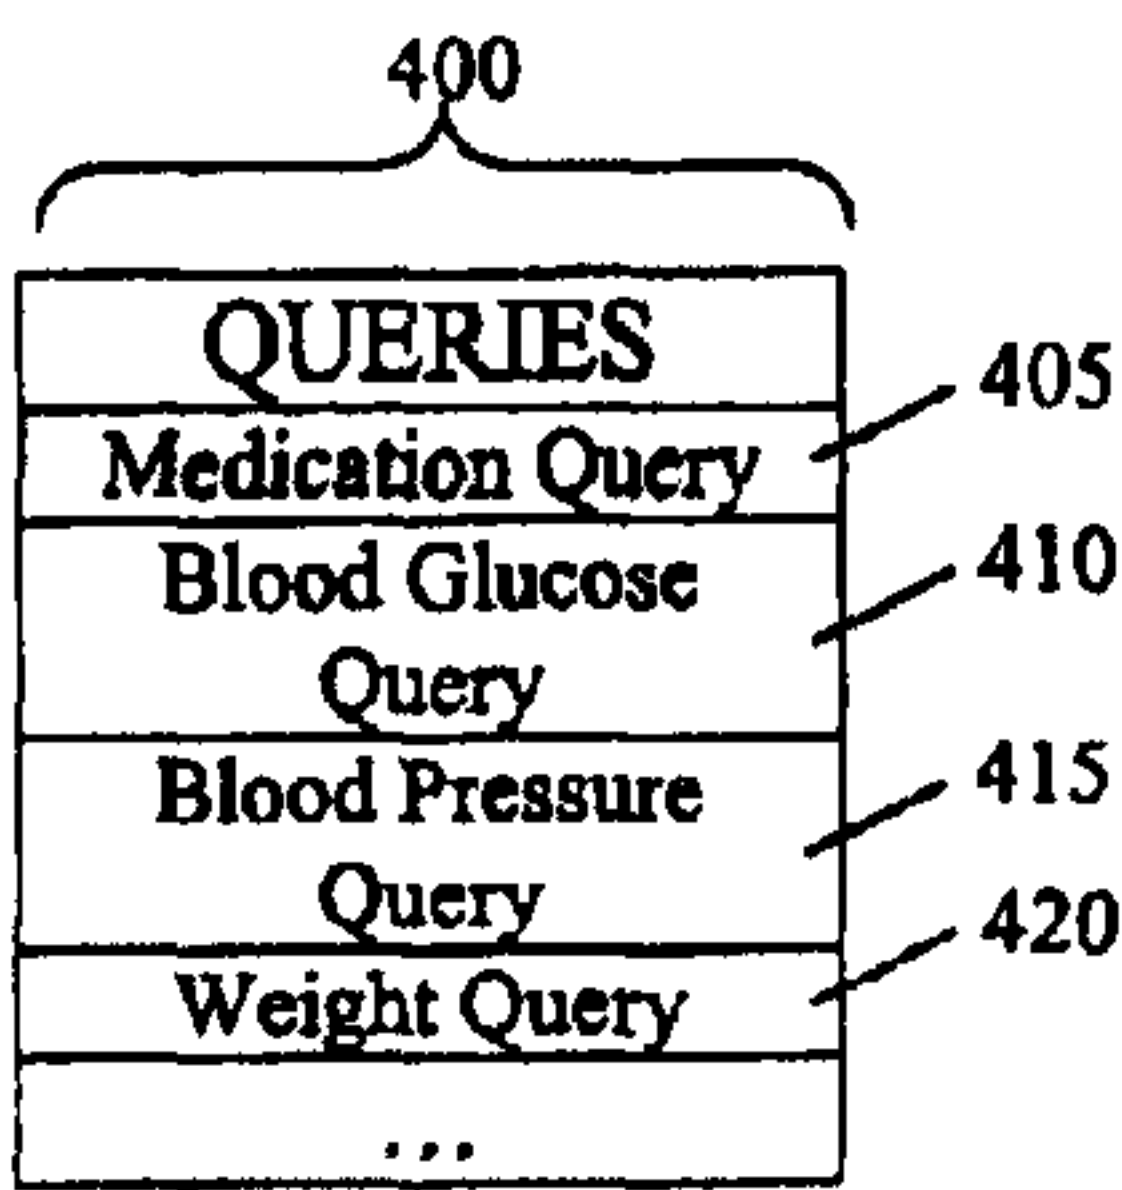 400
QUERIES
Medication Query
405
Blood Glucose
Query
410
Blood Pressure
Query
415
Weight Query
420
...